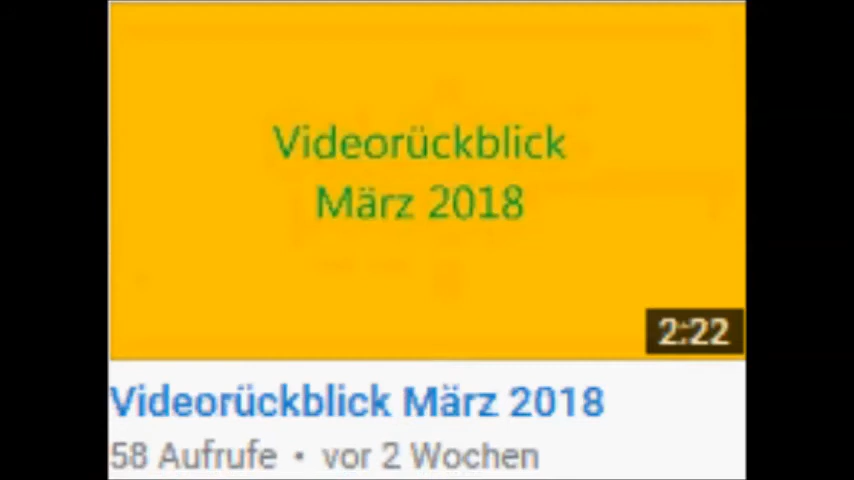 Videorückblick
März 2018
2:22
Videorückblick März 2018
58 Aufrufe • vor 2 Wochen